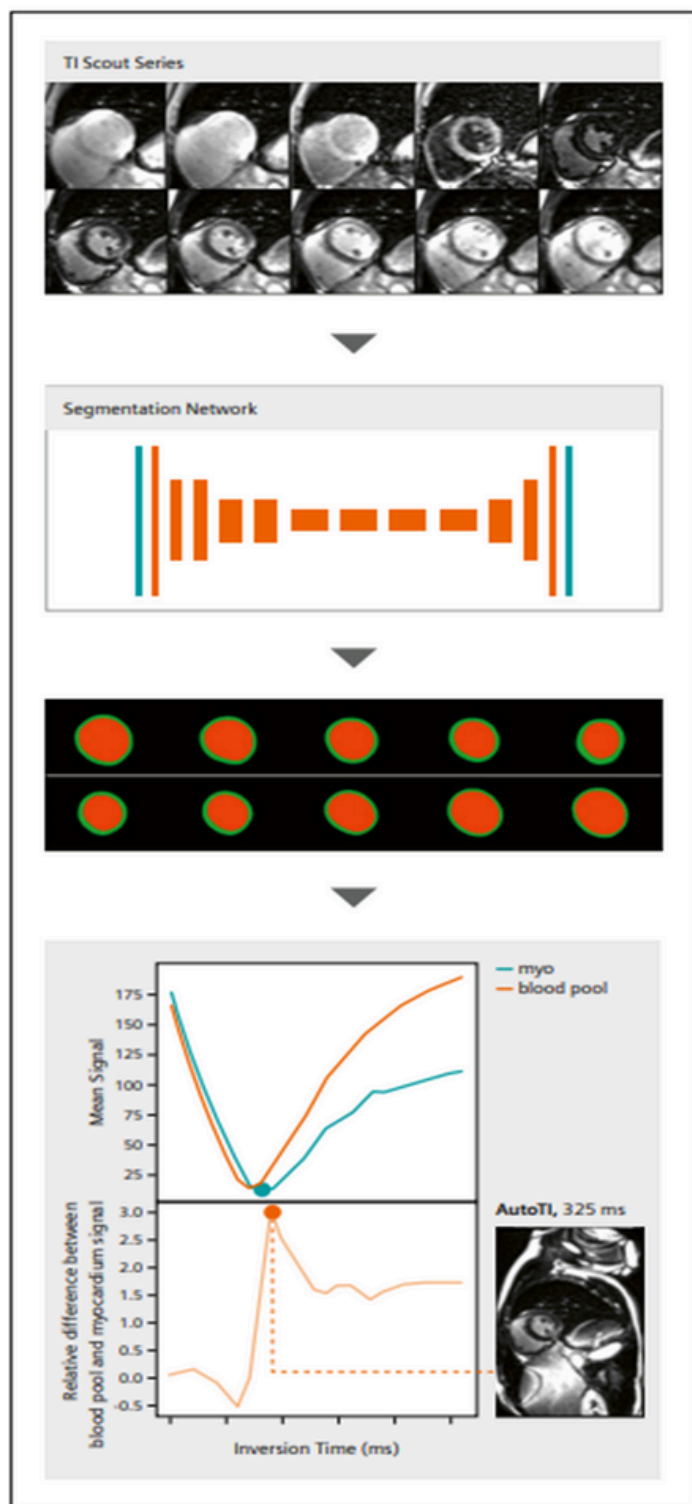 TI Scout Series
Segmentation Network
175
150
125
100
75
50
25
Mean Signal
myo
blood pool
3.0
2.5
2.0
1.5
1.0
0.5
0.0
-0.5
Relative difference between
blood pool and myocardium signal
AutoTI, 325 ms
Inversion Time (ms)